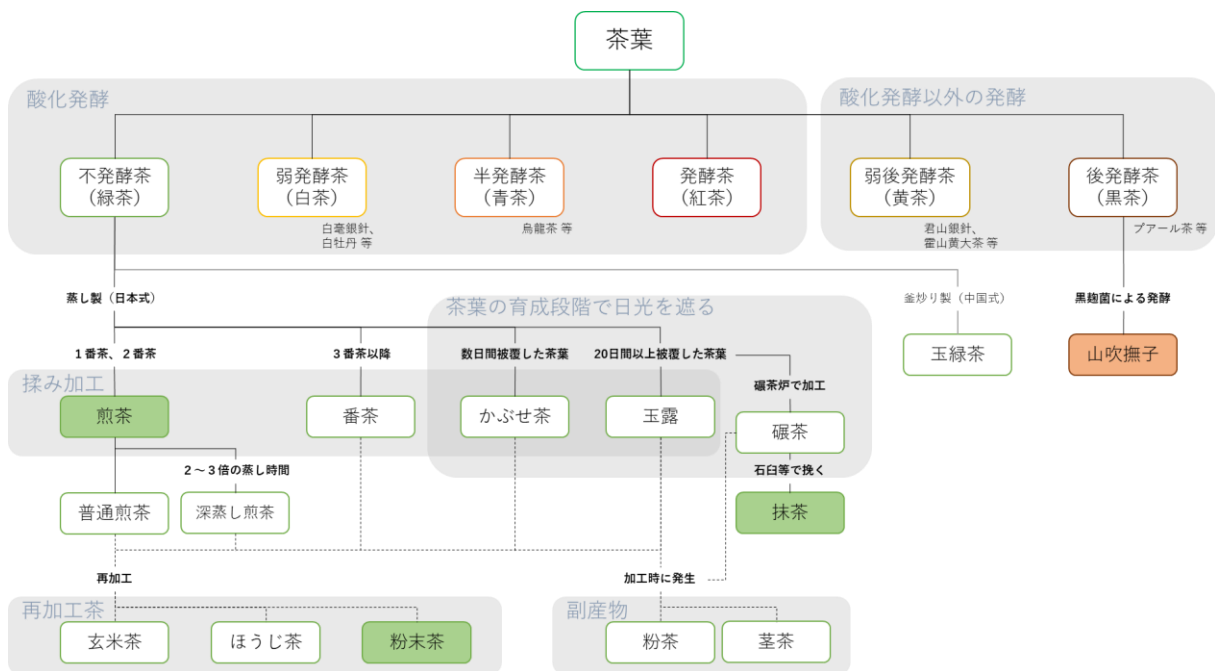 茶葉
酸化発酵
酸化発酵以外の発酵
不発酵茶
（緑茶）
弱発酵茶
（白茶）
半発酵茶
（青茶）
発酵茶
（紅茶）
弱後発酵茶
（黄茶）
後発酵茶
（黒茶）
白毫銀針、
白牡丹 等
烏龍茶 等
君山銀針、
霍山黄大茶 等
プアール茶 等
蒸し製（日本式）
茶葉の育成段階で日光を遮る
釜炒り製（中国式）
黒麹菌による発酵
１番茶、２番茶
３番茶以降
数日間被覆した茶葉
20日間以上被覆した茶葉
玉緑茶
山吹撫子
揉み加工
碾茶炉で加工
煎茶
番茶
かぶせ茶
玉露
碾茶
２～３倍の蒸し時間
石臼等で挽く
普通煎茶
深蒸し煎茶
抹茶
再加工
加工時に発生
再加工茶
副産物
玄米茶
ほうじ茶
粉末茶
粉茶
茎茶